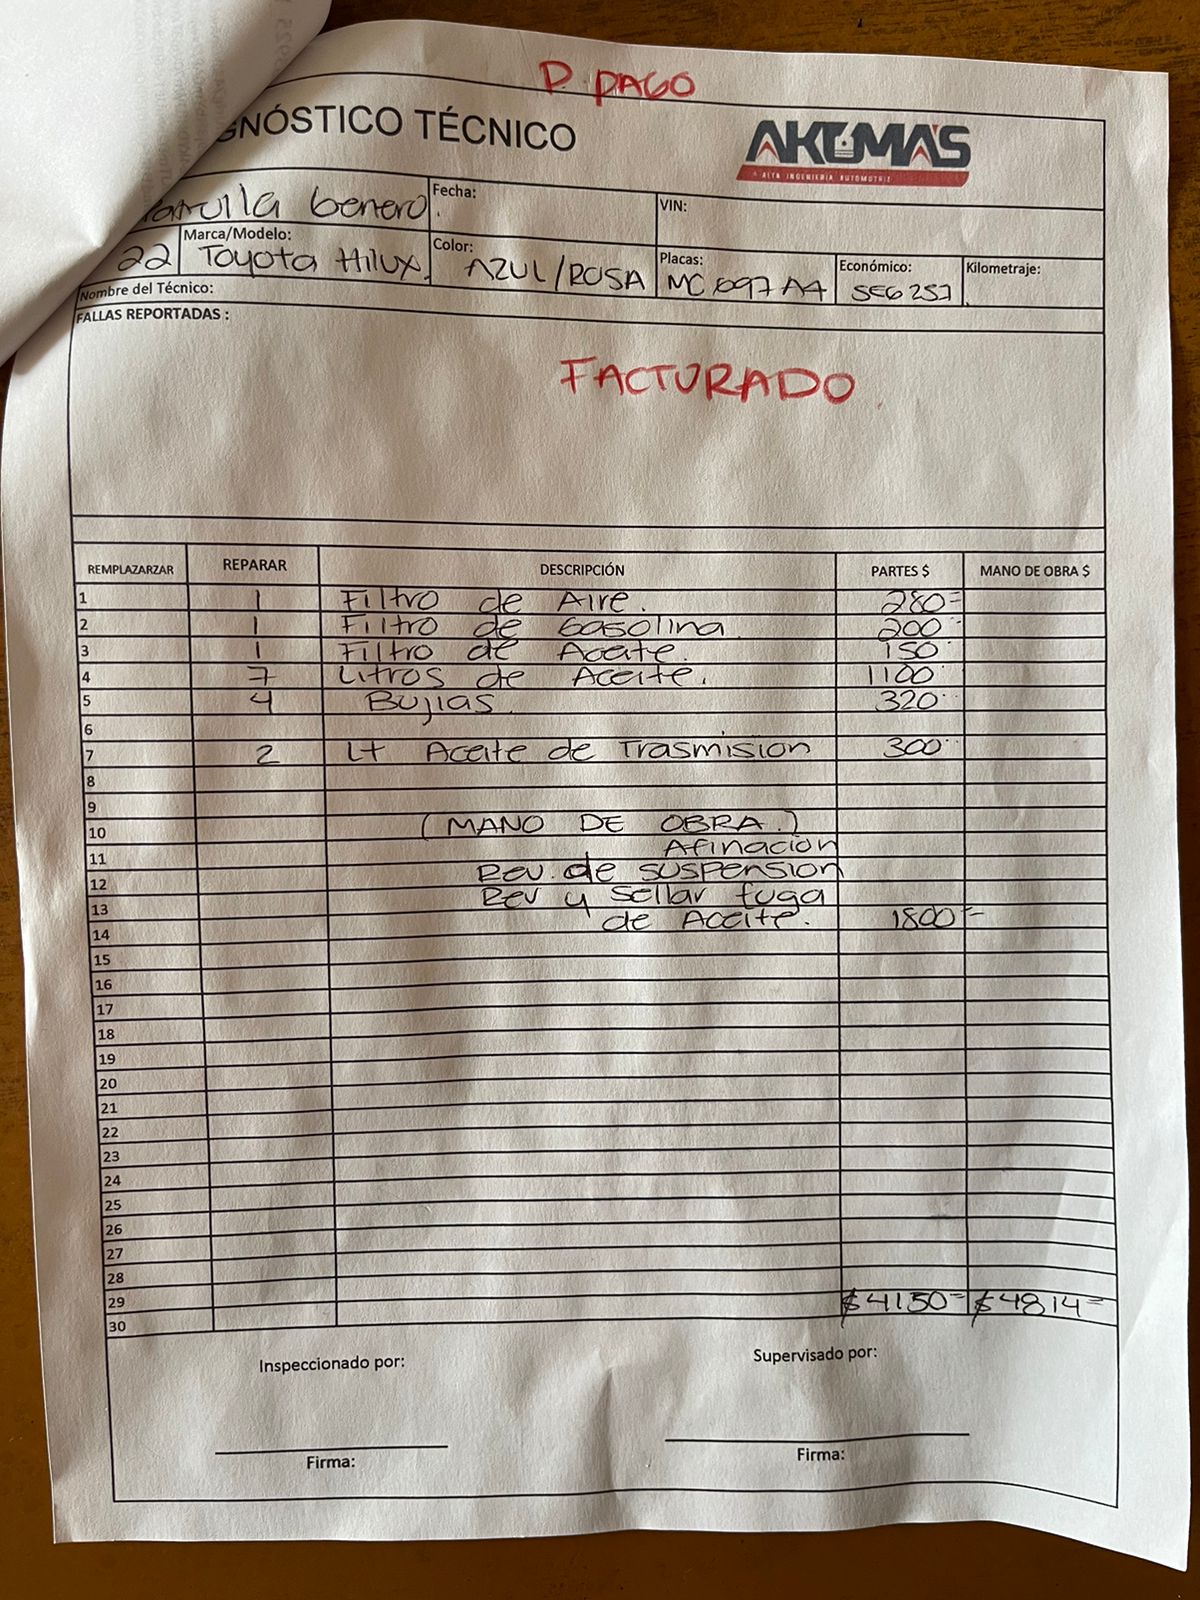 P. PAGO
GNÓSTICO TÉCNICO
AKOMA'S
ALTA INGENIERÍA AUTOMOTRIZ
Genero.
Fecha:
VIN:
22
Marca/Modelo:
Toyota Hilux.
Color:
AZUL/ROSA
Placas:
MC 697 A4
Económico:
SE6257
Kilometraje:
Nombre del Técnico:
FALLAS REPORTADAS :
FACTURADO
REMPLAZARZAR REPARAR DESCRIPCIÓN PARTES $ MANO DE OBRA $
1 1 Filtro de Aire. 280=
2 1 Filtro de Gasolina 200
3 1 Filtro de Aceite. 150
4 7 Litros de Aceite. 1100
5 4 Bujias. 320
6
7 2 Lt Aceite de Trasmision 300
8
9
10 (MANO DE OBRA.)
11 Afinacion
12 Rev. de suspension
13 Rev y Sellar fuga
14 de Aceite. 1800=
15
16
17
18
19
20
21
22
23
24
25
26
27
28
29 $4150= $4814=
30
Inspeccionado por:
Supervisado por:
Firma:
Firma: